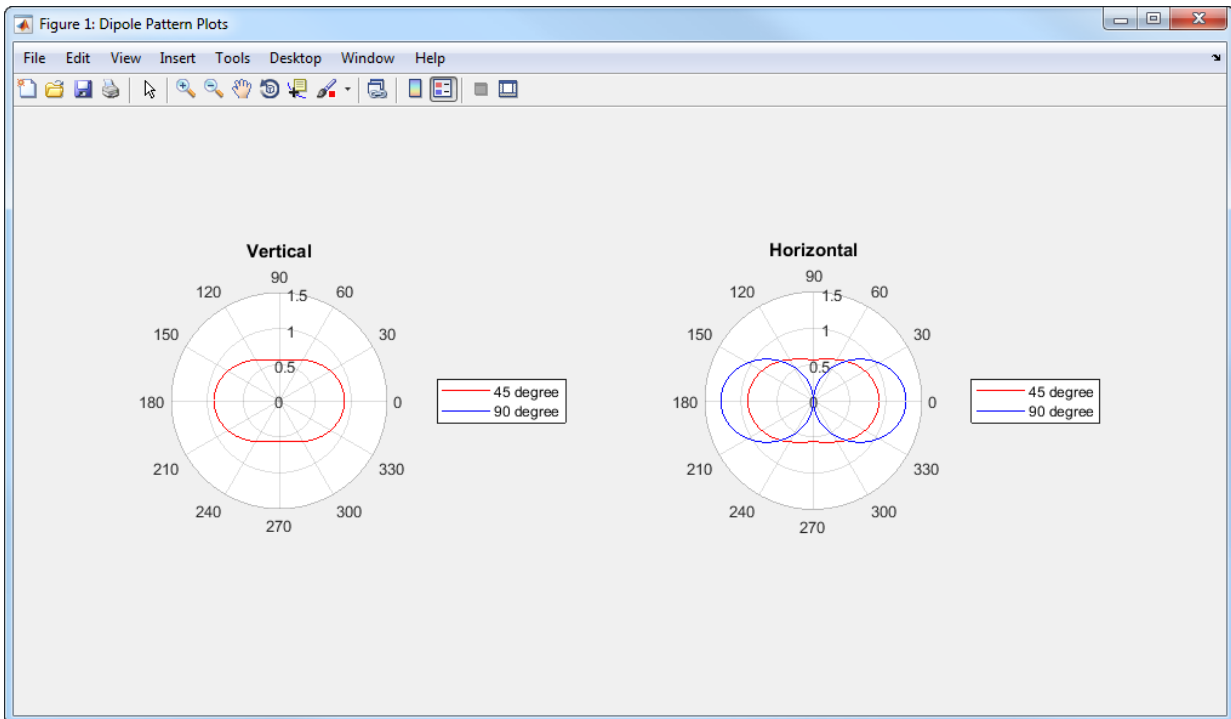 Figure 1: Dipole Pattern Plots
File Edit View Insert Tools Desktop Window Help
Vertical
90
120 60
1.5
150 30
1
0.5
180 0 0
210 330
240 300
270
45 degree
90 degree
Horizontal
90
120 60
1.5
150 30
1
0.5
180 0 0
210 330
240 300
270
45 degree
90 degree